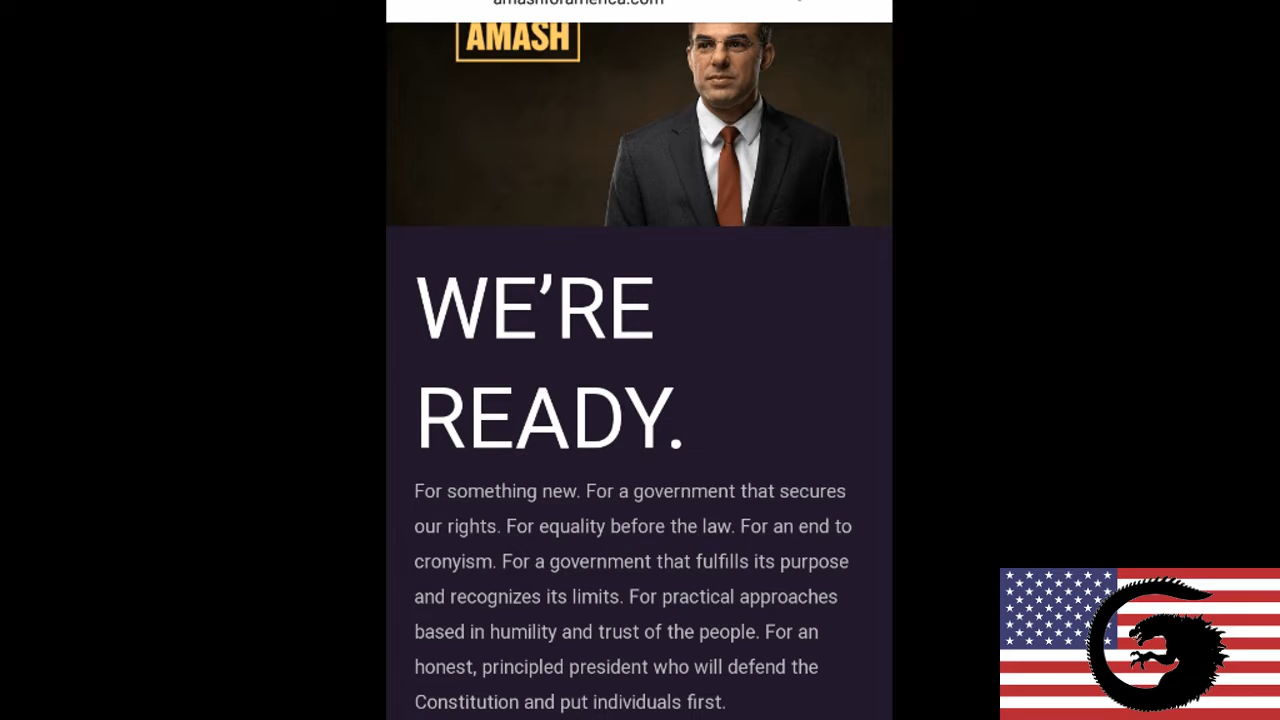 amashforamerica.com
AMASH
WE’RE
READY.
For something new. For a government that secures
our rights. For equality before the law. For an end to
cronyism. For a government that fulfills its purpose
and recognizes its limits. For practical approaches
based in humility and trust of the people. For an
honest, principled president who will defend the
Constitution and put individuals first.